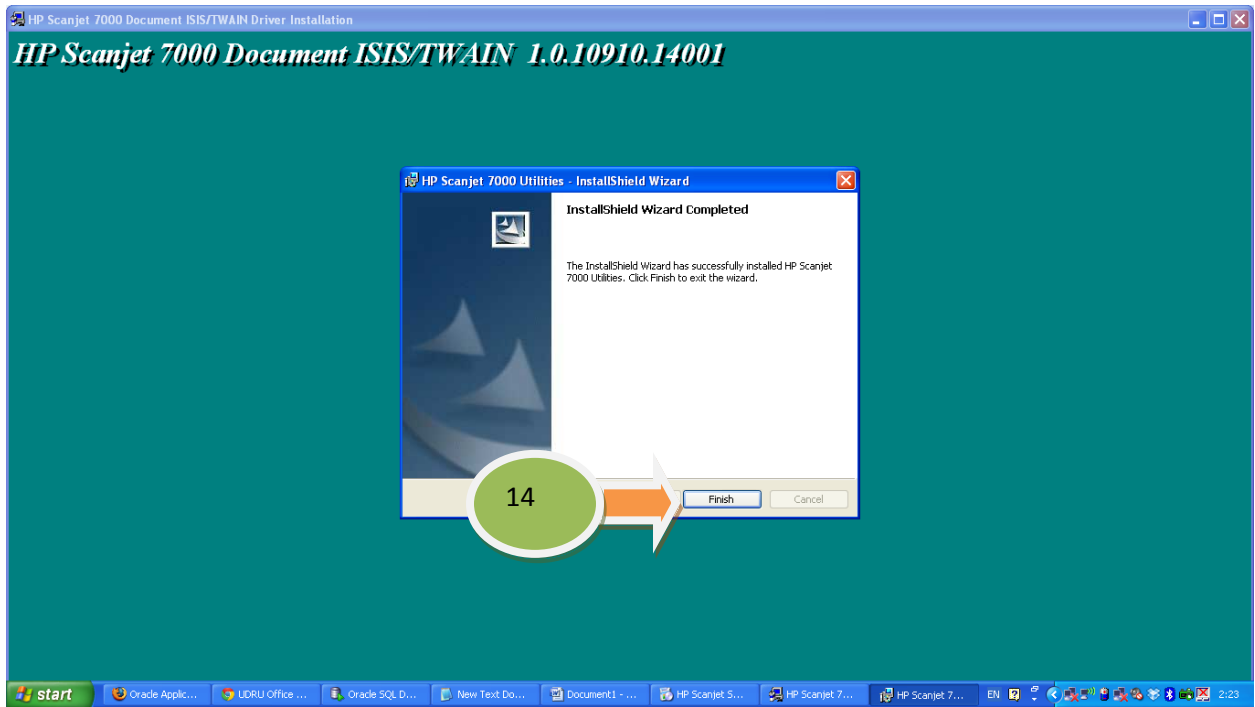 HP Scanjet 7000 Document ISIS/TWAIN Driver Installation
HP Scanjet 7000 Document ISIS/TWAIN 1.0.10910.14001
HP Scanjet 7000 Utilities - InstallShield Wizard
InstallShield Wizard Completed
The InstallShield Wizard has successfully installed HP Scanjet
7000 Utilities. Click Finish to exit the wizard.
14
Finish
Cancel
start
Oracle Applic...
UDRU Office ...
Oracle SQL D...
New Text Do...
Document1 - ...
HP Scanjet S...
HP Scanjet 7...
HP Scanjet 7...
EN
2:23